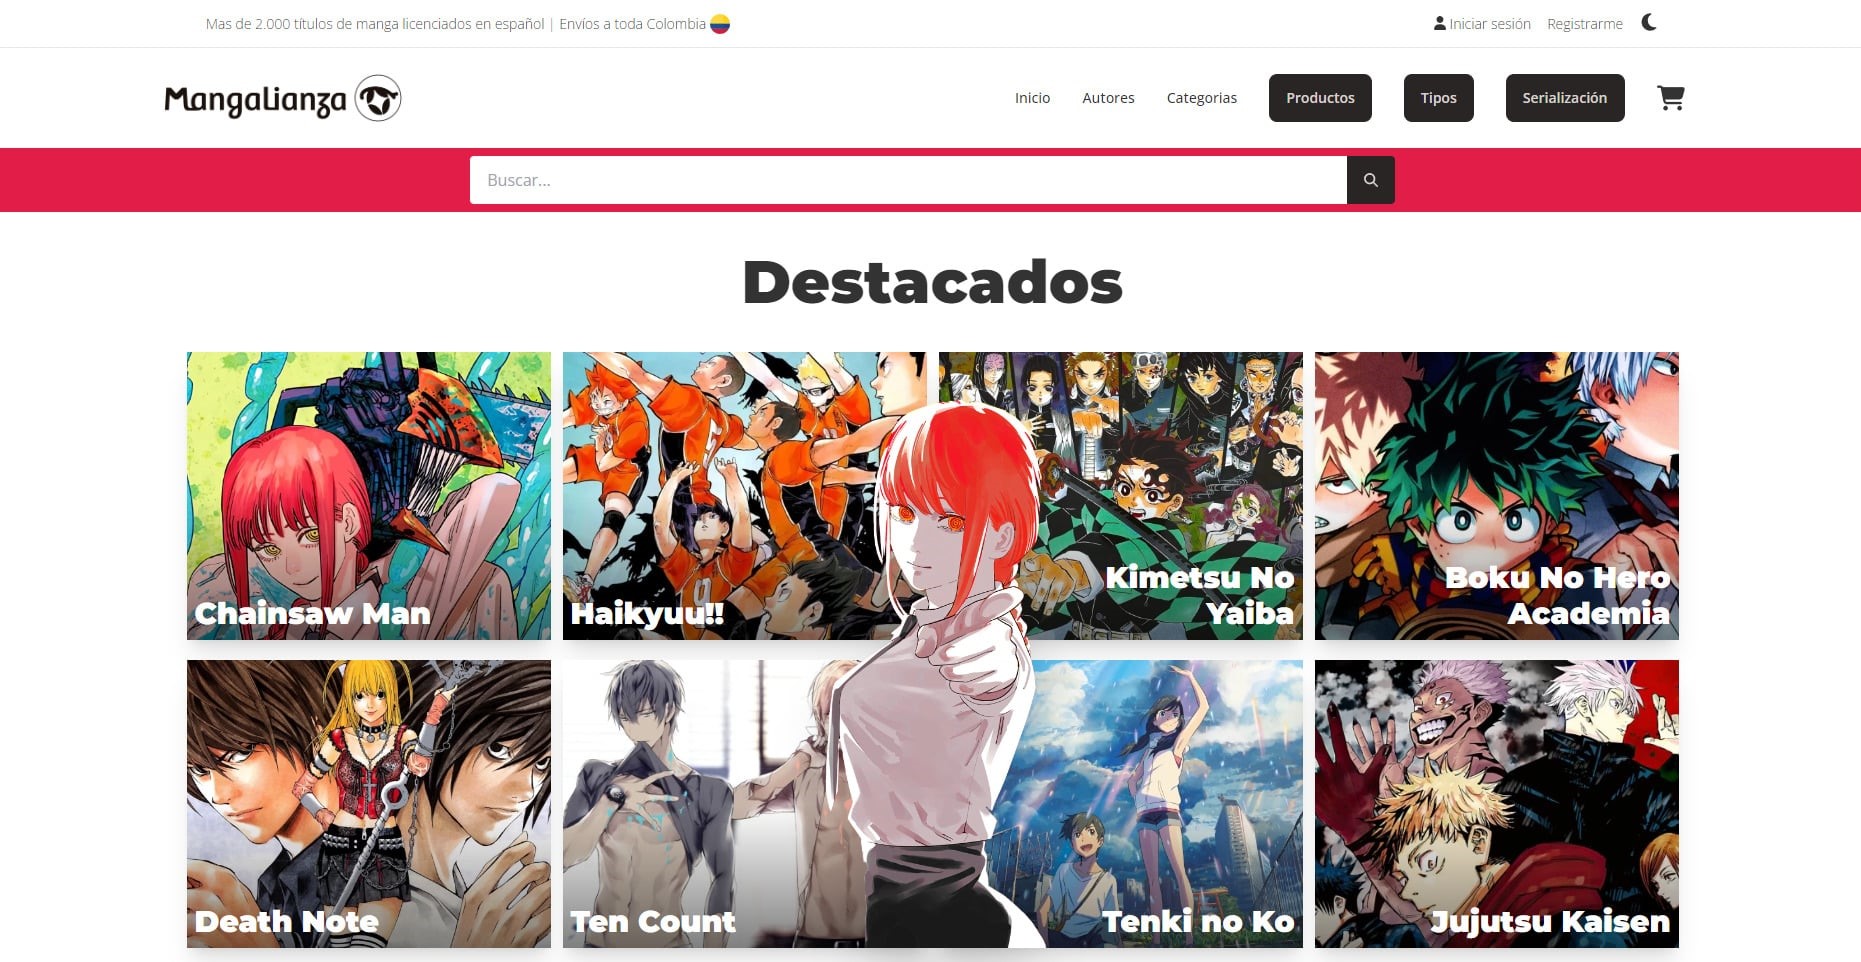 Mas de 2.000 títulos de manga licenciados en español | Envíos a toda Colombia
Iniciar sesión
Registrarme
Mangalianza
Inicio
Autores
Categorias
Productos
Tipos
Serialización
Buscar...
Destacados
Chainsaw Man
Haikyuu!!
Kimetsu No
Yaiba
Boku No Hero
Academia
Death Note
Ten Count
Tenki no Ko
Jujutsu Kaisen